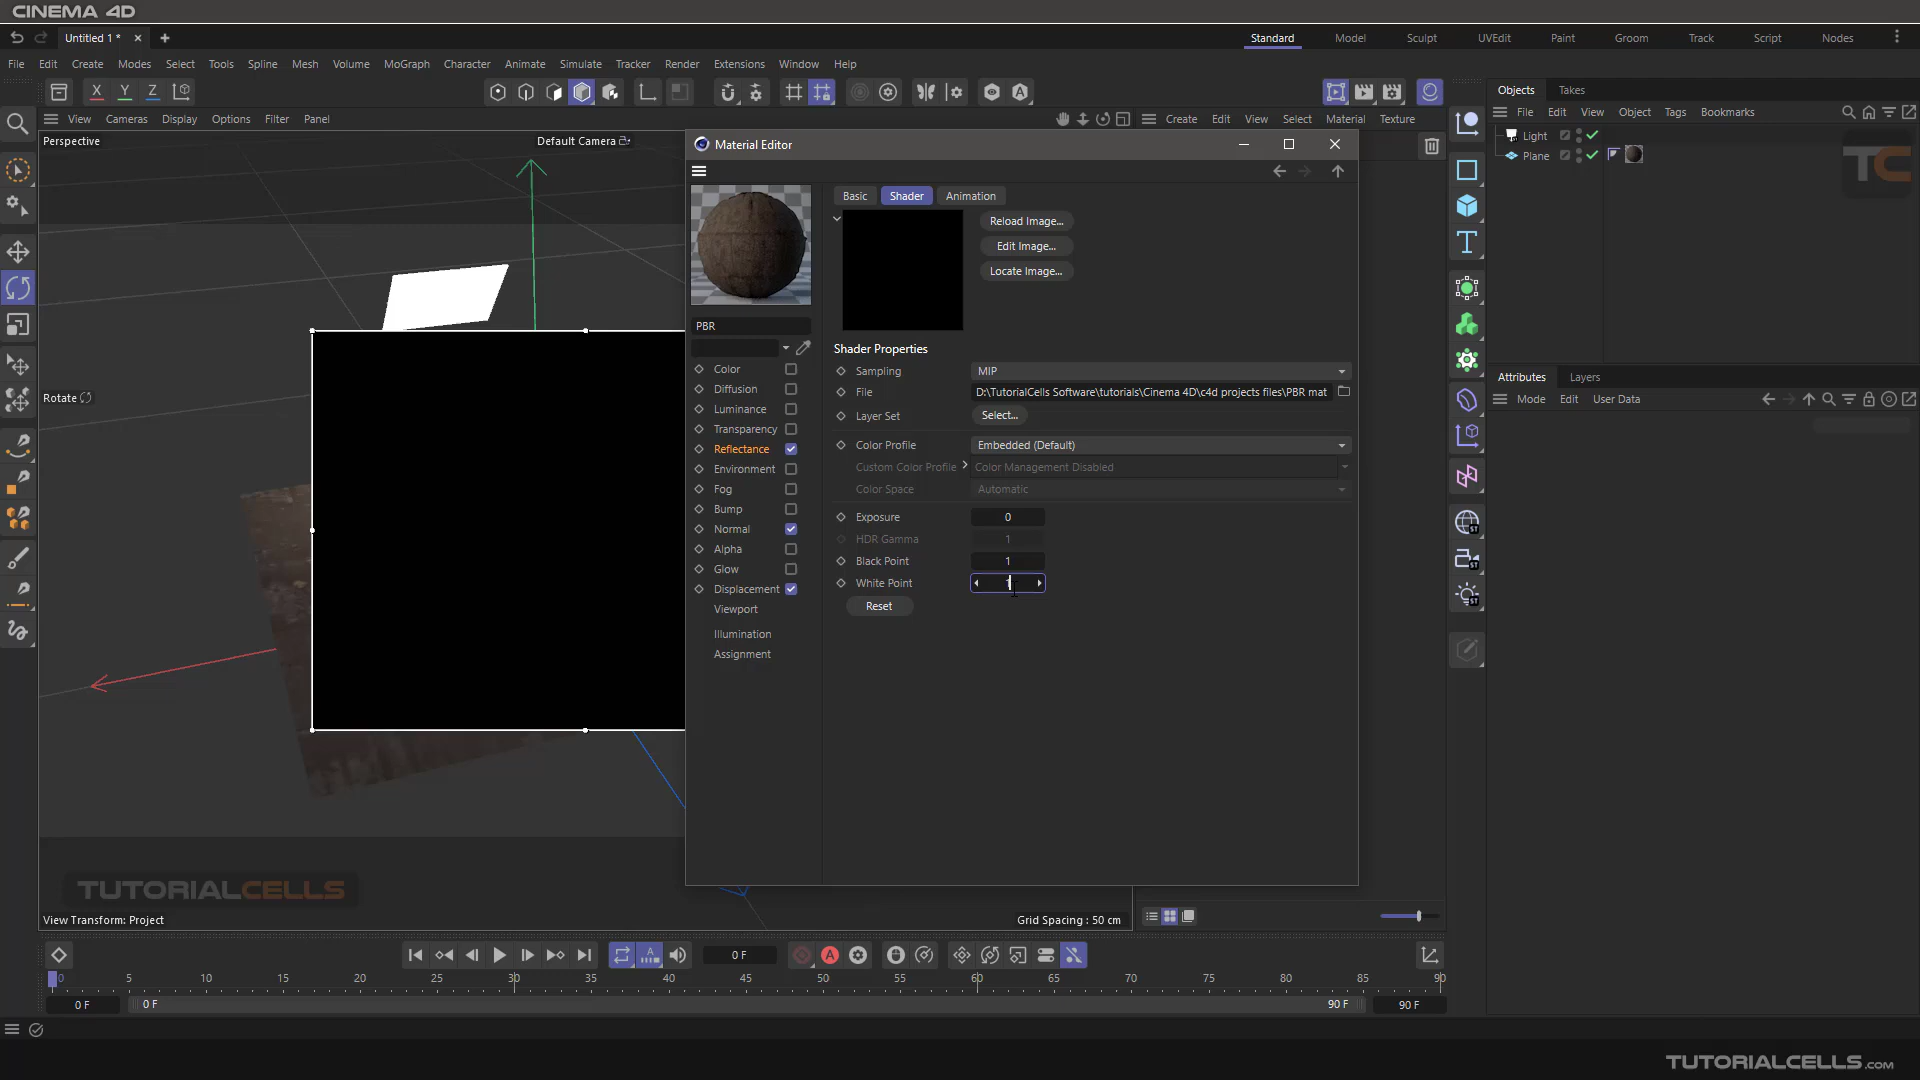 CINEMA 4D
Untitled 1 *
Standard Model Sculpt UVEdit Paint Groom Track Script Nodes
File Edit Create Modes Select Tools Spline Mesh Volume MoGraph Character Animate Simulate Tracker Render Extensions Window Help
X Y Z
Objects Takes
View Cameras Display Options Filter Panel
Create Edit View Select Material Texture
File Edit View Object Tags Bookmarks
Perspective
Default Camera
Material Editor
Light
Plane
TC
Basic Shader Animation
Reload Image...
Edit Image...
Locate Image...
PBR
Shader Properties
Sampling MIP
File D:\TutorialCells Software\tutorials\Cinema 4D\c4d projects files\PBR mat
Layer Set Select...
Color Profile Embedded (Default)
Custom Color Profile Color Management Disabled
Color Space Automatic
Exposure 0
HDR Gamma 1
Black Point 1
White Point 1
Reset
Color
Diffusion
Luminance
Transparency
Reflectance
Environment
Fog
Bump
Normal
Alpha
Glow
Displacement
Viewport
Illumination
Assignment
Attributes Layers
Mode Edit User Data
Rotate
TUTORIALCELLS
View Transform: Project
Grid Spacing : 50 cm
0 F
0 5 10 15 20 25 30 35 40 45 50 55 60 65 70 75 80 85 90
0 F 0 F 90 F 90 F
TUTORIALCELLS.com